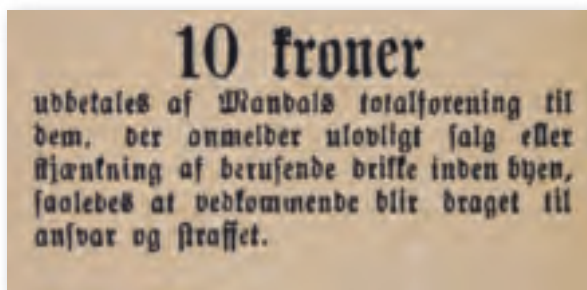 10 kroner
udbetales af Mandals totalforening til
dem, der anmelder ulovligt salg eller
skjænkning af berusende drikke inden byen,
saaledes at vedkommende blir draget til
ansvar og straffet.